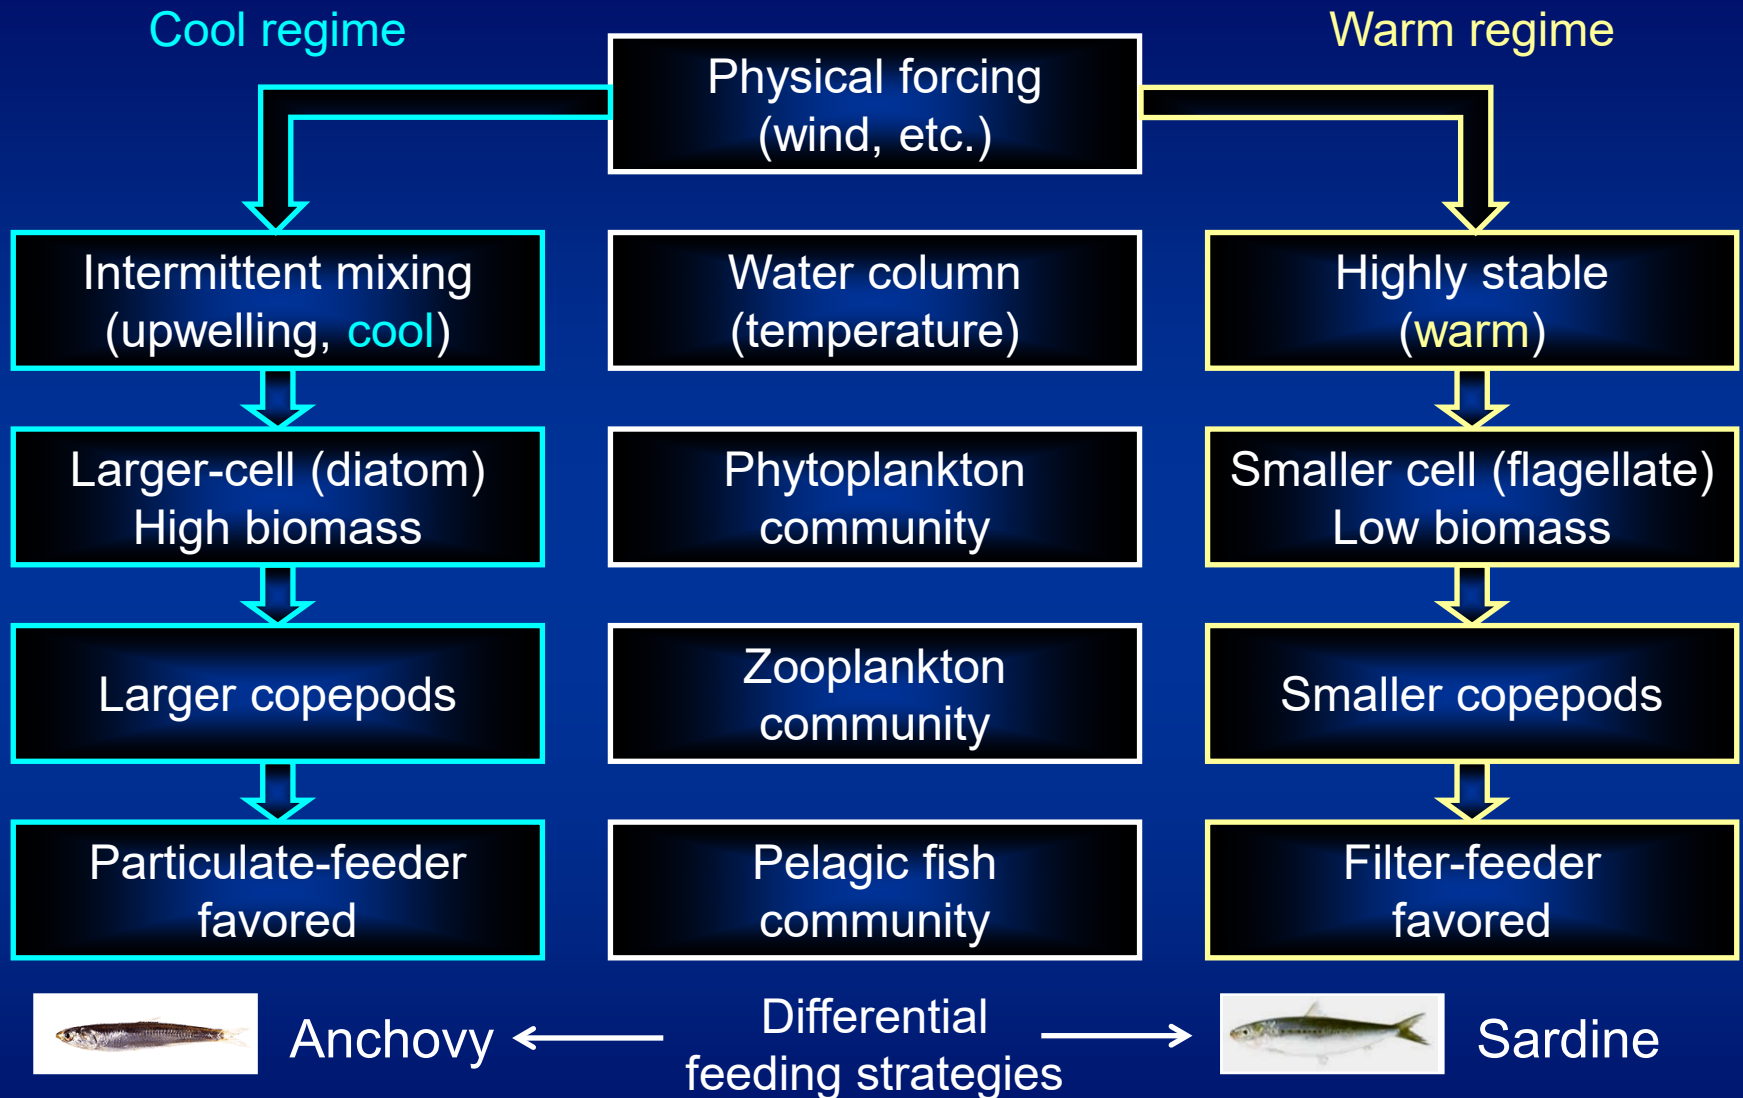 Cool regime
Warm regime
Physical forcing
(wind, etc.)
Intermittent mixing
(upwelling, cool)
Water column
(temperature)
Highly stable
(warm)
Larger-cell (diatom)
High biomass
Phytoplankton
community
Smaller cell (flagellate)
Low biomass
Larger copepods
Zooplankton
community
Smaller copepods
Particulate-feeder
favored
Pelagic fish
community
Filter-feeder
favored
Anchovy
Differential
feeding strategies
Sardine